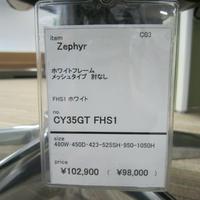 item
C03
Zephyr
ホワイトフレーム
メッシュタイプ 肘なし
FHS1 ホワイト
no.
CY35GT FHS1
size
480W-450D-423-525SH-950-1050H
price
¥102,900 (¥98,000)